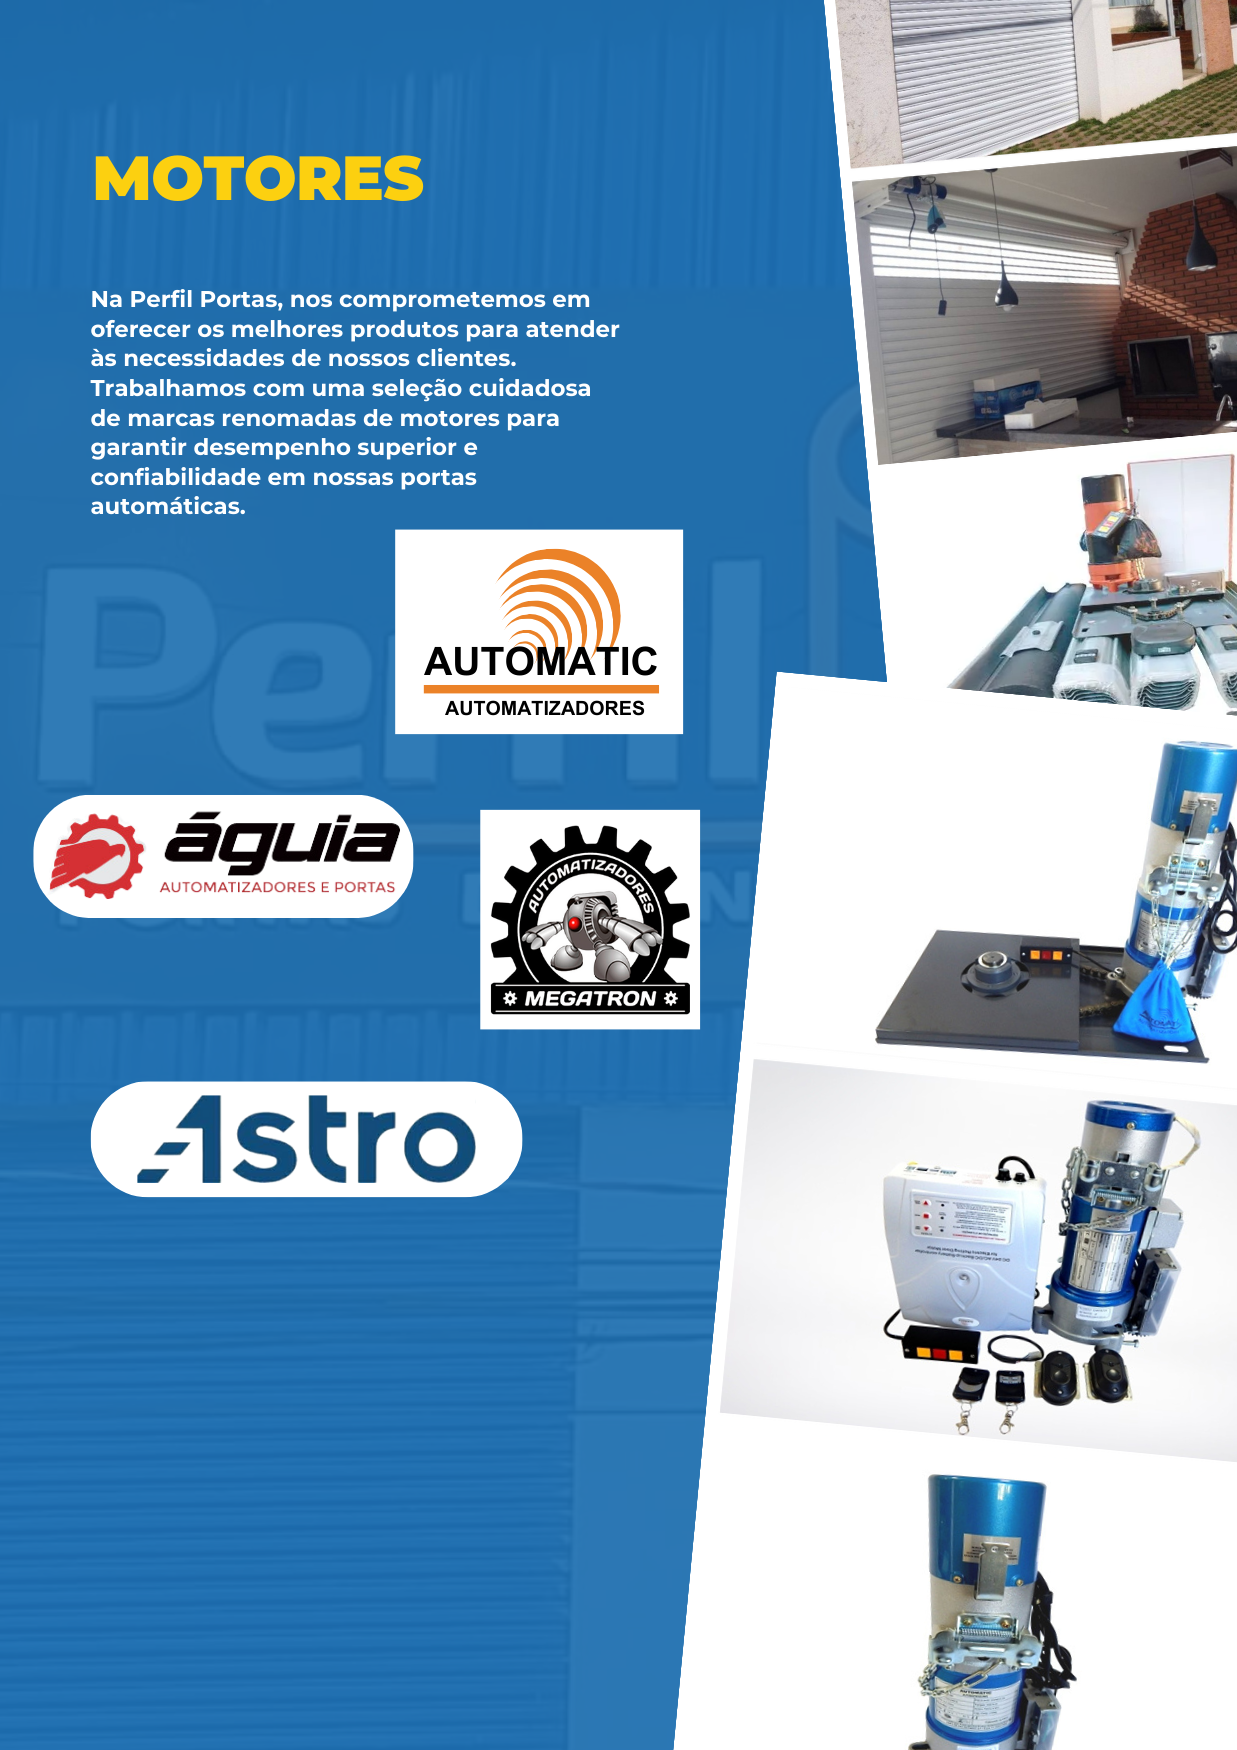 MOTORES
Na Perfil Portas, nos comprometemos em
oferecer os melhores produtos para atender
às necessidades de nossos clientes.
Trabalhamos com uma seleção cuidadosa
de marcas renomadas de motores para
garantir desempenho superior e
confiabilidade em nossas portas
automáticas.
Perfil
AUTOMATIC
AUTOMATIZADORES
águia
AUTOMATIZADORES E PORTAS
AUTOMATIZADORES
MEGATRON
Astro
AUTOMATIC